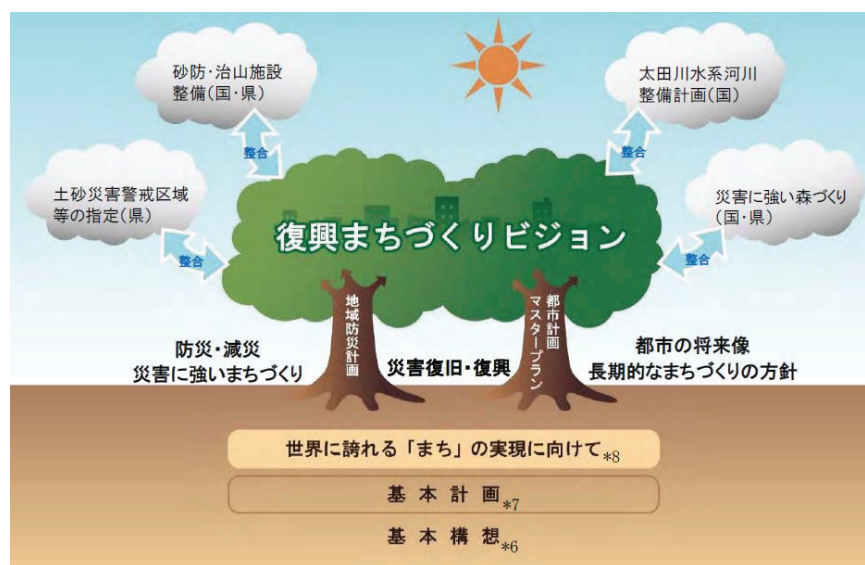 砂防・治山施設
整備(国・県)
太田川水系河川
整備計画(国)
整合
整合
土砂災害警戒区域
等の指定(県)
災害に強い森づくり
(国・県)
整合
整合
復興まちづくりビジョン
地域防災計画
都市計画
マスタープラン
防災・減災
災害に強いまちづくり
災害復旧・復興
都市の将来像
長期的なまちづくりの方針
世界に誇れる「まち」の実現に向けて*8
基本計画*7
基本構想*6